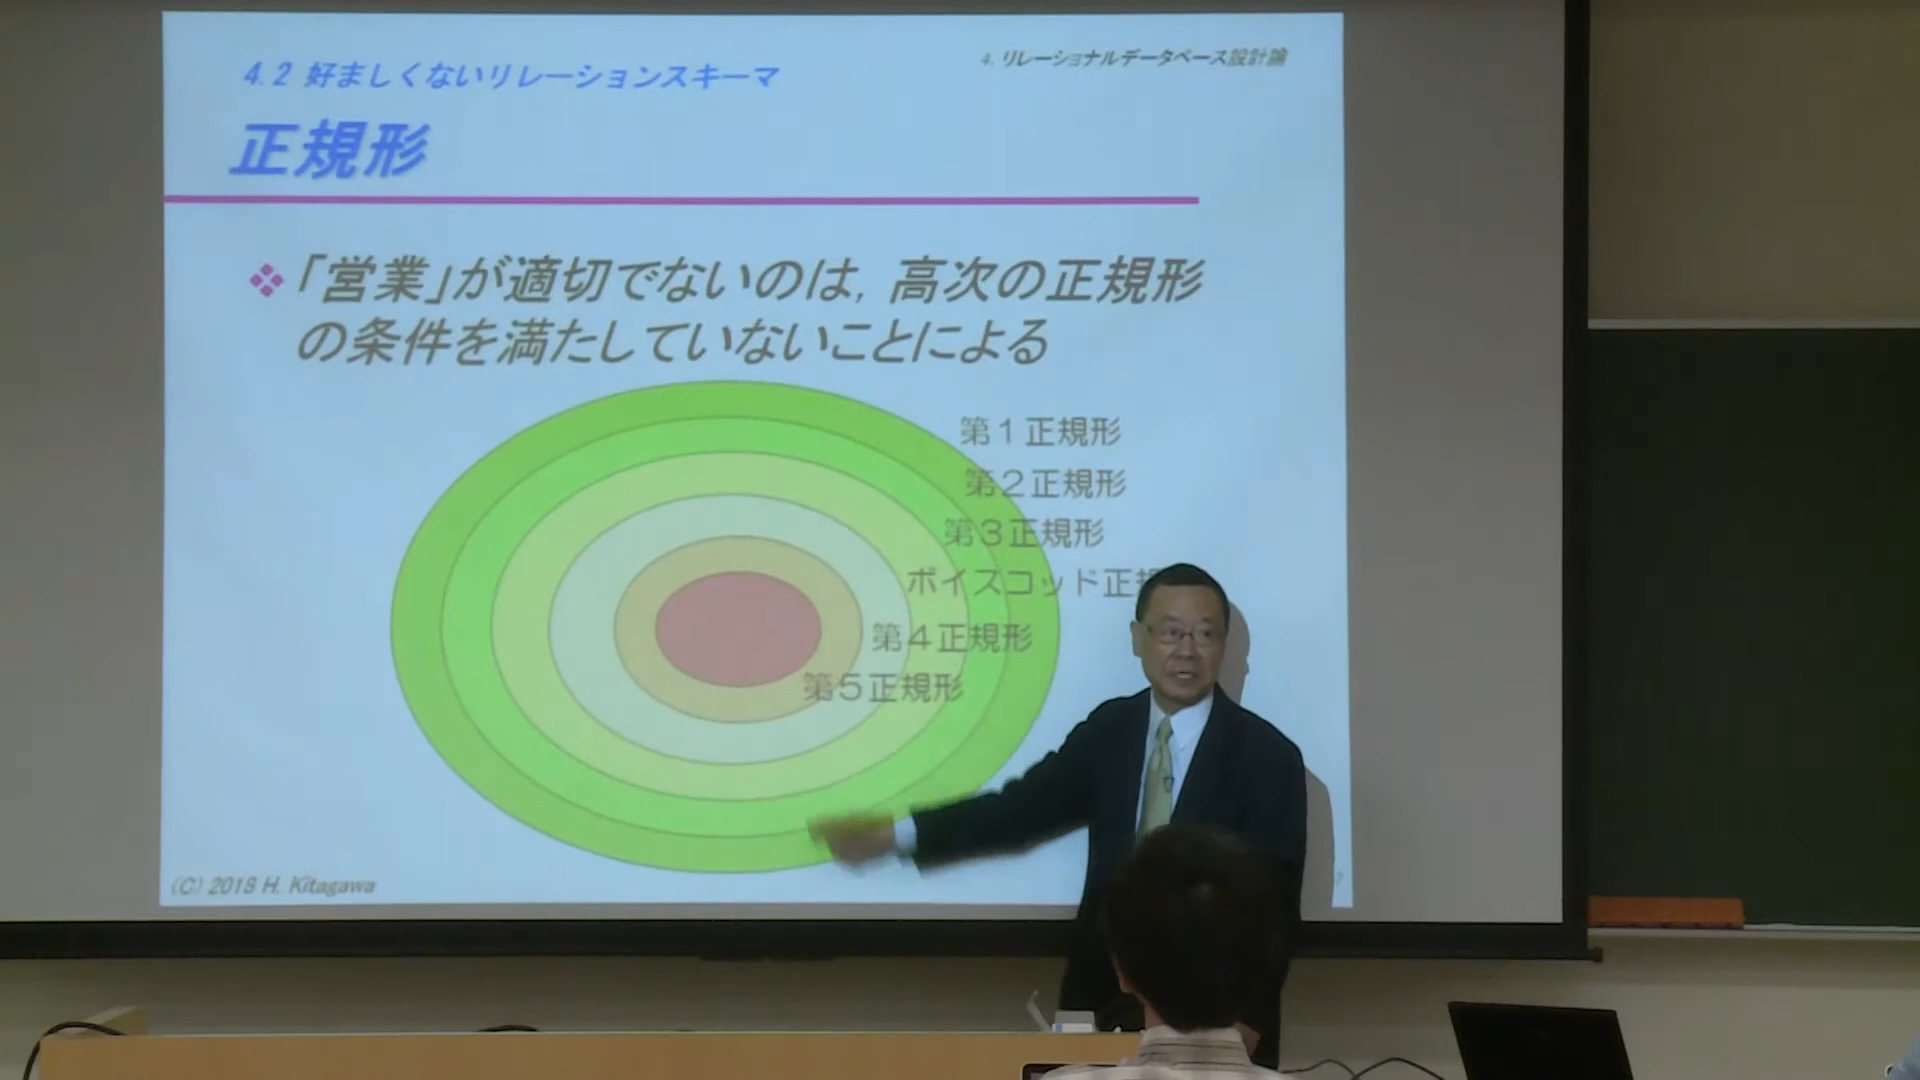 4. リレーショナルデータベース設計論
4.2 好ましくないリレーションスキーマ
正規形
「営業」が適切でないのは, 高次の正規形
の条件を満たしていないことによる
第1正規形
第2正規形
第3正規形
ボイスコッド正規
第4正規形
第5正規形
(C) 2018 H. Kitagawa